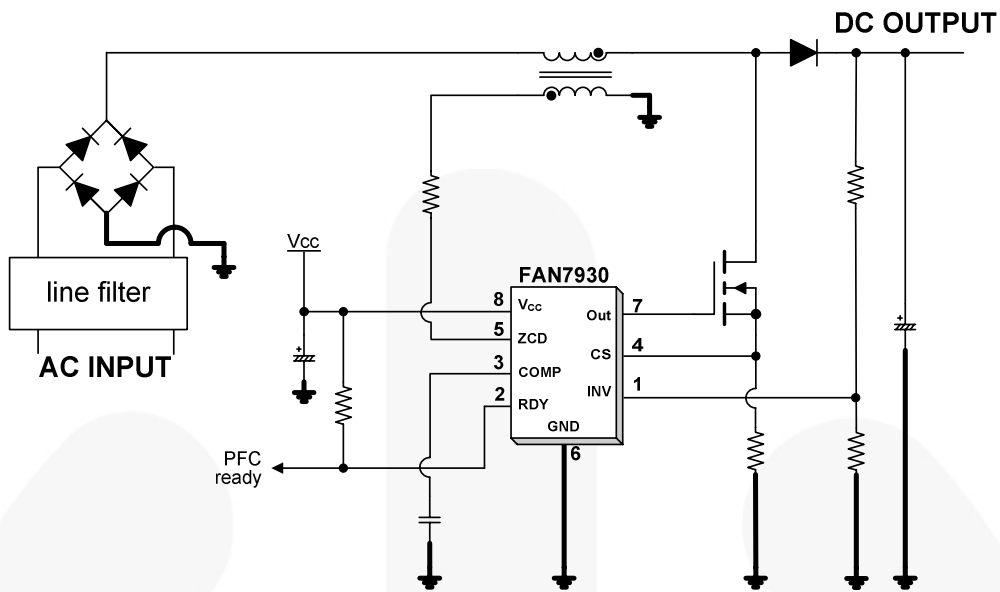 DC OUTPUT
Vcc
FAN7930
line filter
AC INPUT
8
VCC
5
ZCD
3
COMP
2
RDY
Out
7
CS
4
INV
1
GND
6
PFC
ready
+
+